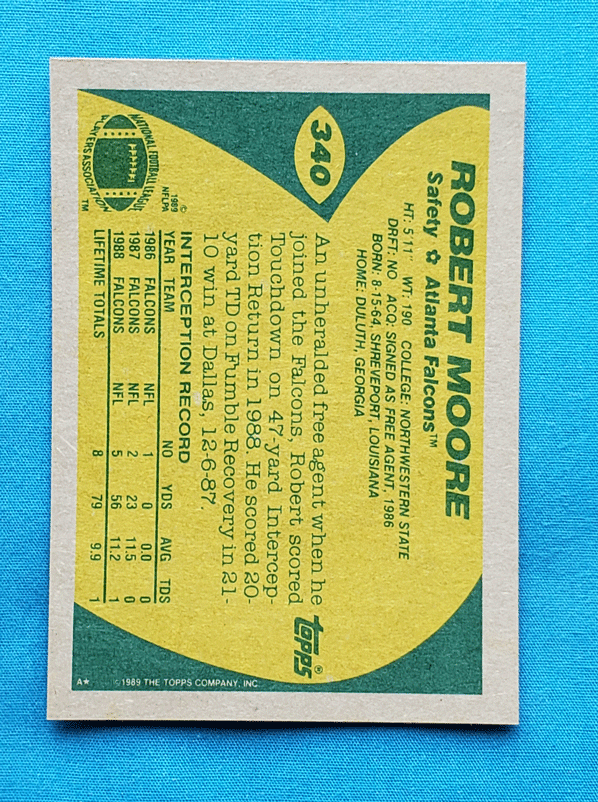 340
ROBERT MOORE
Safety ✩ Atlanta Falcons™
HT: 5'11" WT: 190 COLLEGE: NORTHWESTERN STATE
DRFT: NO ACQ: SIGNED AS FREE AGENT, 1986
BORN: 8-15-64, SHREVEPORT, LOUISIANA
HOME: DULUTH, GEORGIA
An unheralded free agent when he
joined the Falcons, Robert scored
Touchdown on 47-yard Intercep-
tion Return in 1988. He scored 20-
yard TD on Fumble Recovery in 21-
10 win at Dallas, 12-6-87.
topps®
NATIONAL FOOTBALL LEAGUE
PLAYERS ASSOCIATION
NFLPA
TM
©
1989
NFLPA
INTERCEPTION RECORD
YEAR TEAM NO YDS AVG TDS
1986 FALCONS NFL 1 0 0.0 0
1987 FALCONS NFL 2 23 11.5 0
1988 FALCONS NFL 5 56 11.2 1
LIFETIME TOTALS 8 79 9.9 1
A★ ©1989 THE TOPPS COMPANY, INC.